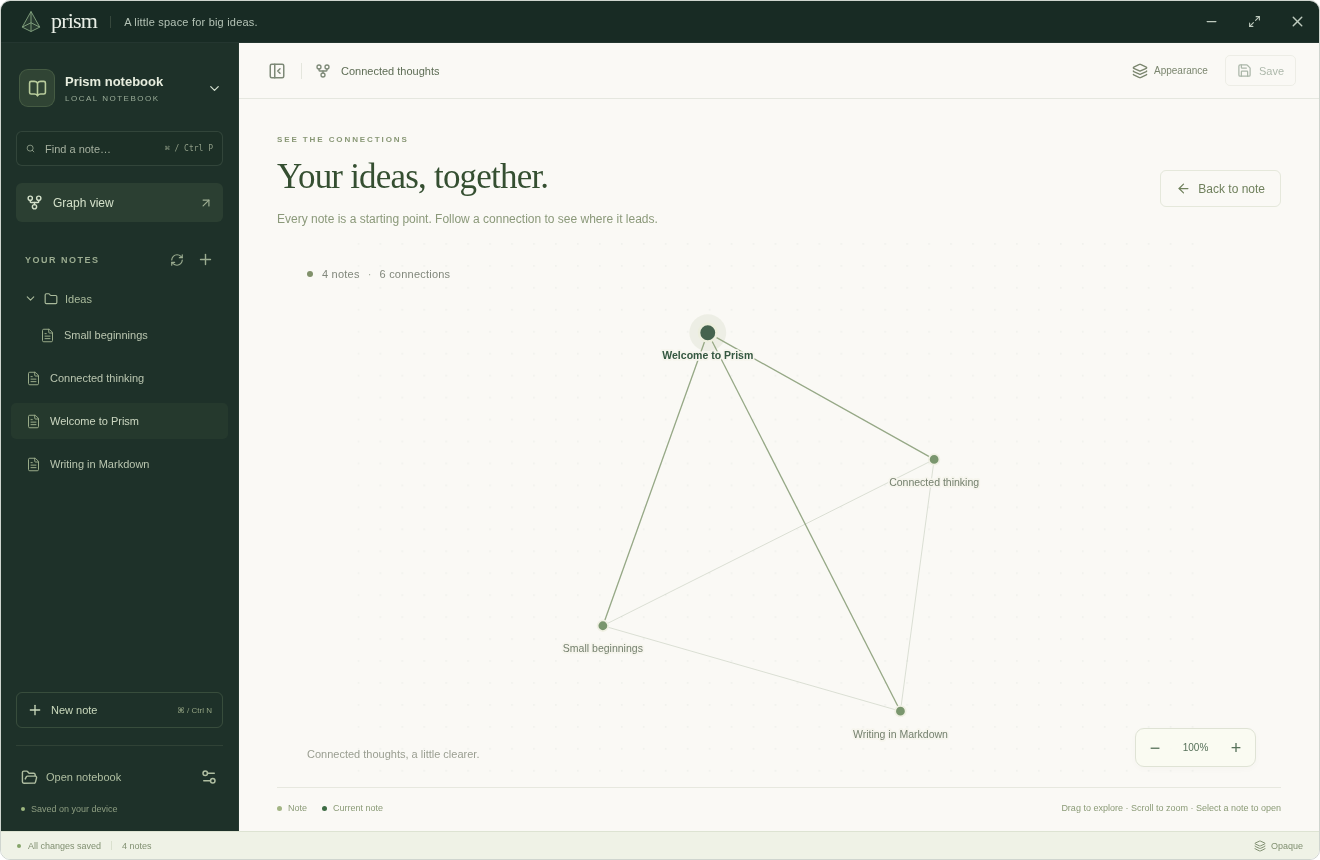 prism
A little space for big ideas.
Prism notebook
LOCAL NOTEBOOK
Find a note…
⌘ / Ctrl P
Graph view
YOUR NOTES
Ideas
Small beginnings
Connected thinking
Welcome to Prism
Writing in Markdown
New note
⌘ / Ctrl N
Open notebook
Saved on your device
Connected thoughts
Appearance
Save
SEE THE CONNECTIONS
Your ideas, together.
Back to note
Every note is a starting point. Follow a connection to see where it leads.
4 notes · 6 connections
Welcome to Prism
Connected thinking
Small beginnings
Writing in Markdown
Connected thoughts, a little clearer.
100%
Note
Current note
Drag to explore · Scroll to zoom · Select a note to open
All changes saved
4 notes
Opaque